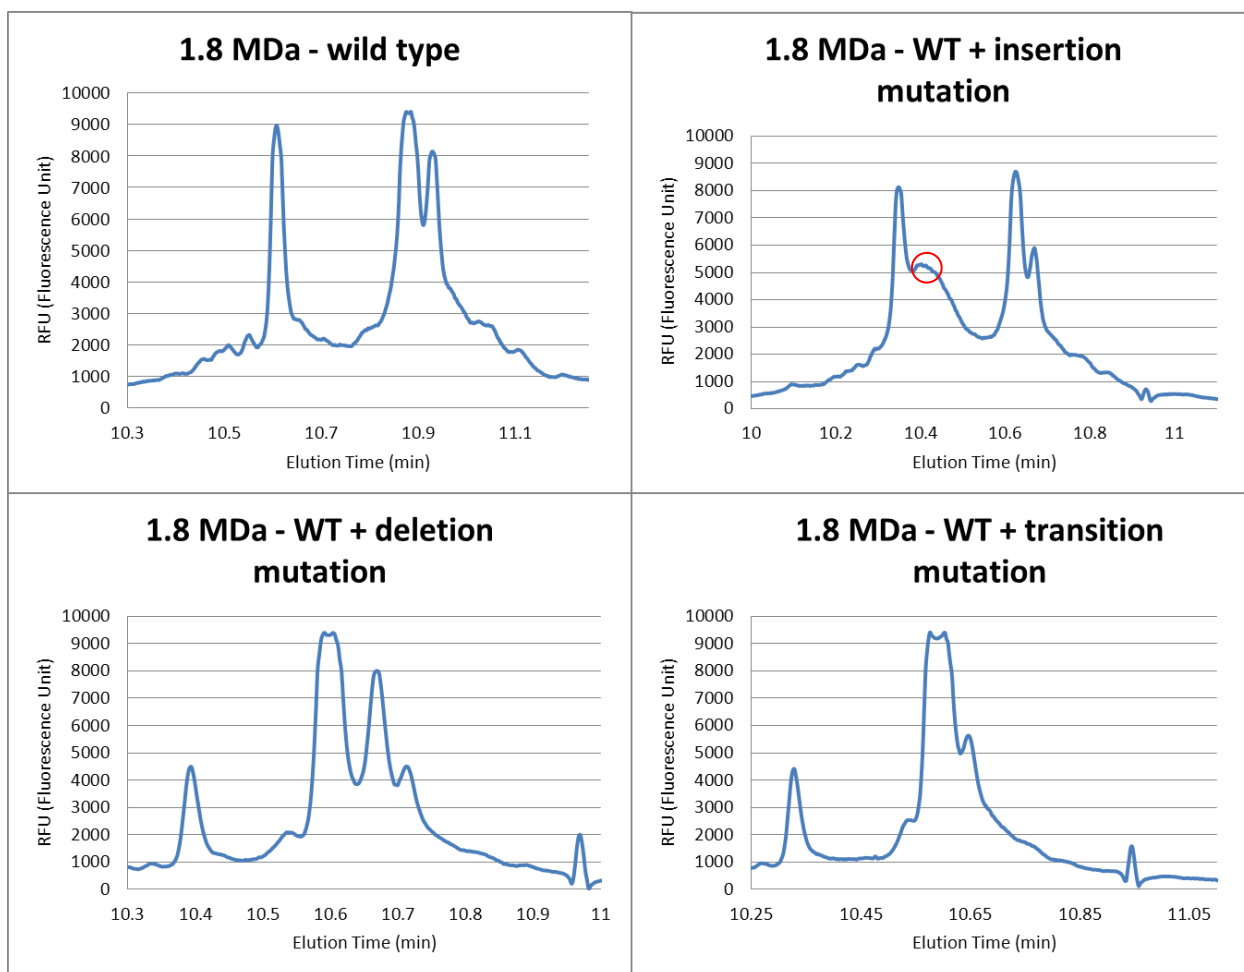 1.8 MDa - wild type
RFU (Fluorescence Unit)
10000
9000
8000
7000
6000
5000
4000
3000
2000
1000
0
10.3 10.5 10.7 10.9 11.1
Elution Time (min)
1.8 MDa - WT + insertion
mutation
RFU (Fluorescence Unit)
10000
9000
8000
7000
6000
5000
4000
3000
2000
1000
0
10 10.2 10.4 10.6 10.8 11
Elution Time (min)
1.8 MDa - WT + deletion
mutation
RFU (Fluorescence Unit)
10000
9000
8000
7000
6000
5000
4000
3000
2000
1000
0
10.3 10.4 10.5 10.6 10.7 10.8 10.9 11
Elution Time (min)
1.8 MDa - WT + transition
mutation
RFU (Fluorescence Unit)
10000
9000
8000
7000
6000
5000
4000
3000
2000
1000
0
10.25 10.45 10.65 10.85 11.05
Elution Time (min)